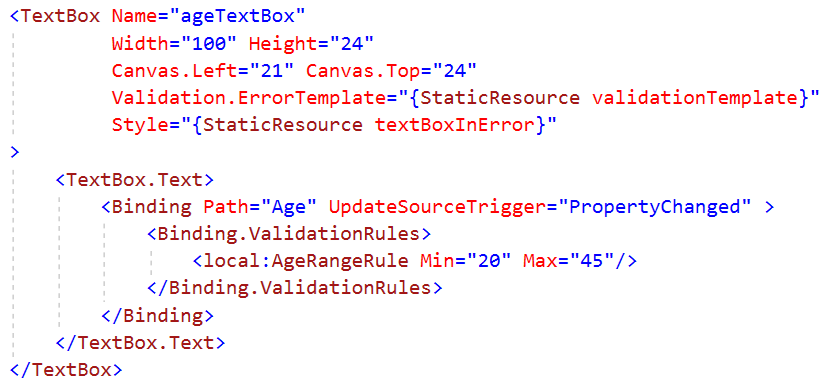 <TextBox Name="ageTextBox"
Width="100" Height="24"
Canvas.Left="21" Canvas.Top="24"
Validation.ErrorTemplate="{StaticResource validationTemplate}"
Style="{StaticResource textBoxInError}"
>
<TextBox.Text>
<Binding Path="Age" UpdateSourceTrigger="PropertyChanged" >
<Binding.ValidationRules>
<local:AgeRangeRule Min="20" Max="45"/>
</Binding.ValidationRules>
</Binding>
</TextBox.Text>
</TextBox>